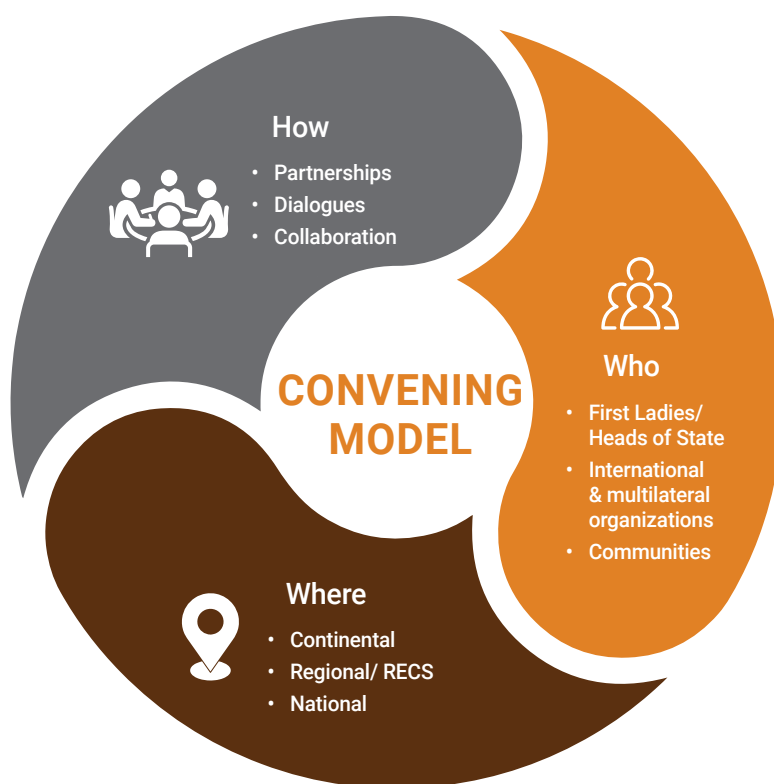 How
• Partnerships
• Dialogues
• Collaboration
CONVENING
MODEL
Who
• First Ladies/
Heads of State
• International
& multilateral
organizations
• Communities
Where
• Continental
• Regional/ RECS
• National